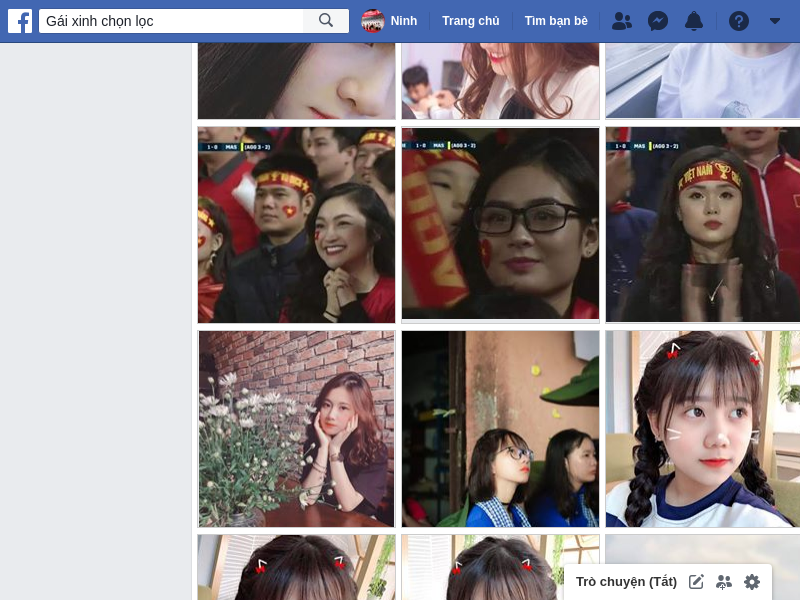 Gái xinh chọn lọc
Ninh
Trang chủ
Tìm bạn bè
1 - 0 MAS (AGG 3 - 2)
1 - 0 MAS (AGG 3 - 2)
1 - 0 MAS (AGG 3 - 2)
VIỆT NAM
Trò chuyện (Tắt)